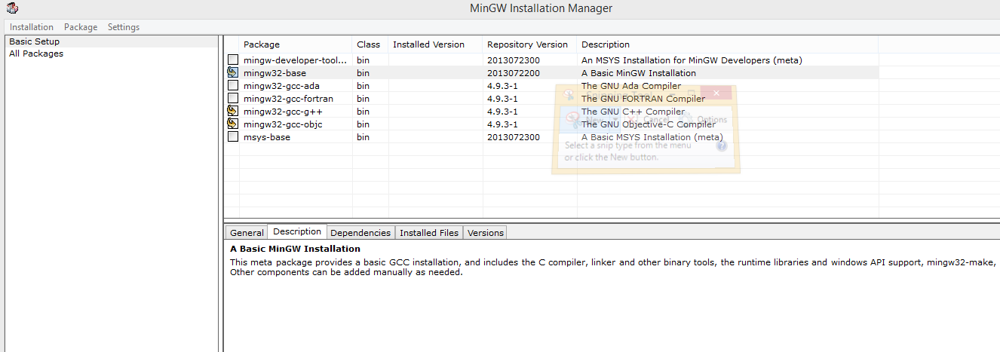 MinGW Installation Manager
Installation Package Settings
Basic Setup
All Packages
Package Class Installed Version Repository Version Description
mingw-developer-tool... bin 2013072300 An MSYS Installation for MinGW Developers (meta)
mingw32-base bin 2013072200 A Basic MinGW Installation
mingw32-gcc-ada bin 4.9.3-1 The GNU Ada Compiler
mingw32-gcc-fortran bin 4.9.3-1 The GNU FORTRAN Compiler
mingw32-gcc-g++ bin 4.9.3-1 The GNU C++ Compiler
mingw32-gcc-objc bin 4.9.3-1 The GNU Objective-C Compiler
msys-base bin 2013072300 A Basic MSYS Installation (meta)
Snipping Tool
New Cancel Options
Select a snip type from the menu
or click the New button.
General Description Dependencies Installed Files Versions
A Basic MinGW Installation
This meta package provides a basic GCC installation, and includes the C compiler, linker and other binary tools, the runtime libraries and windows API support, mingw32-make,
Other components can be added manually as needed.